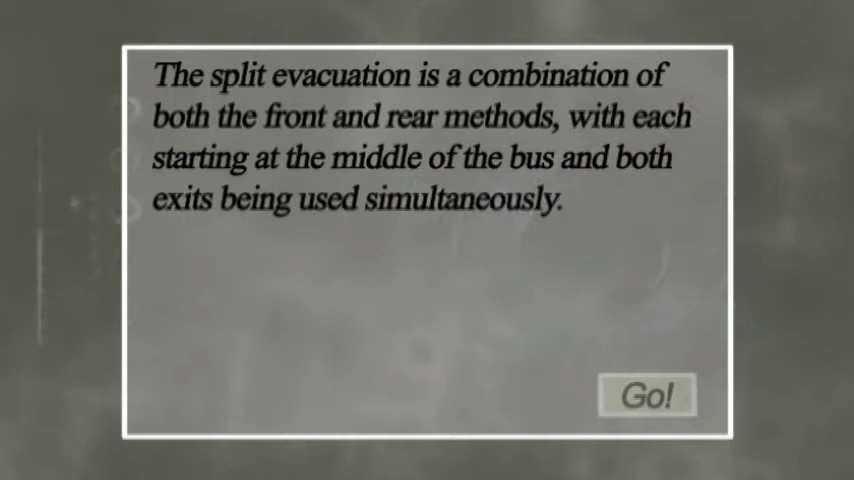 The split evacuation is a combination of
both the front and rear methods, with each
starting at the middle of the bus and both
exits being used simultaneously.
Go!